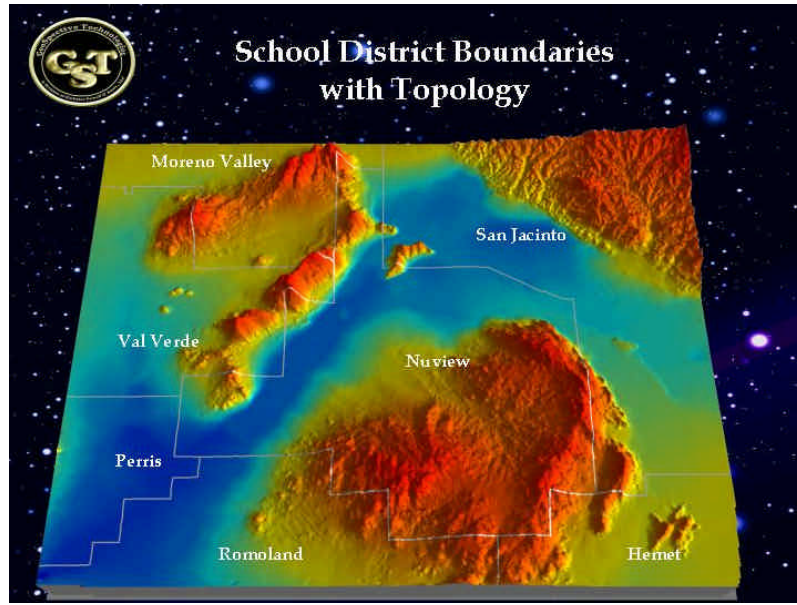 GST
School District Boundaries
with Topology
Moreno Valley
San Jacinto
Val Verde
Nuview
Perris
Romoland
Hemet